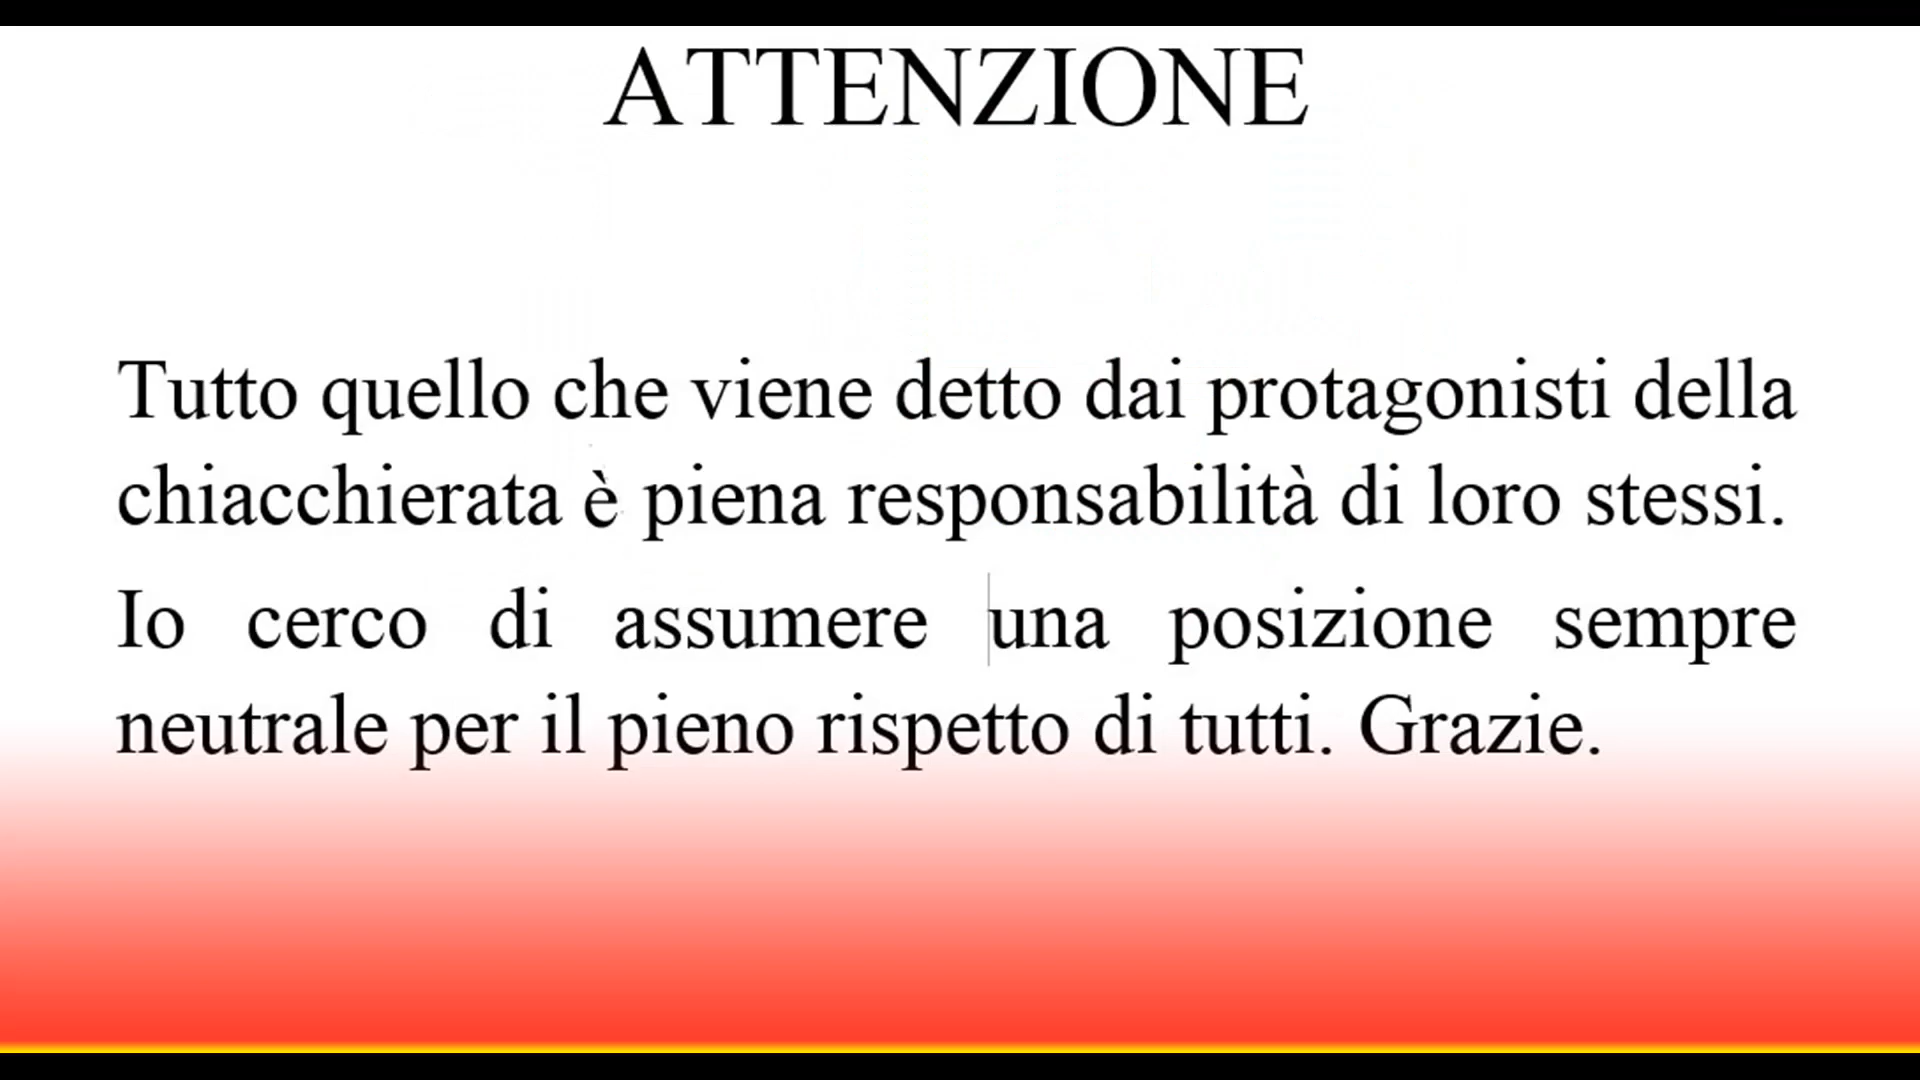 ATTENZIONE
Tutto quello che viene detto dai protagonisti della
chiacchierata è piena responsabilità di loro stessi.
Io cerco di assumere una posizione sempre
neutrale per il pieno rispetto di tutti. Grazie.